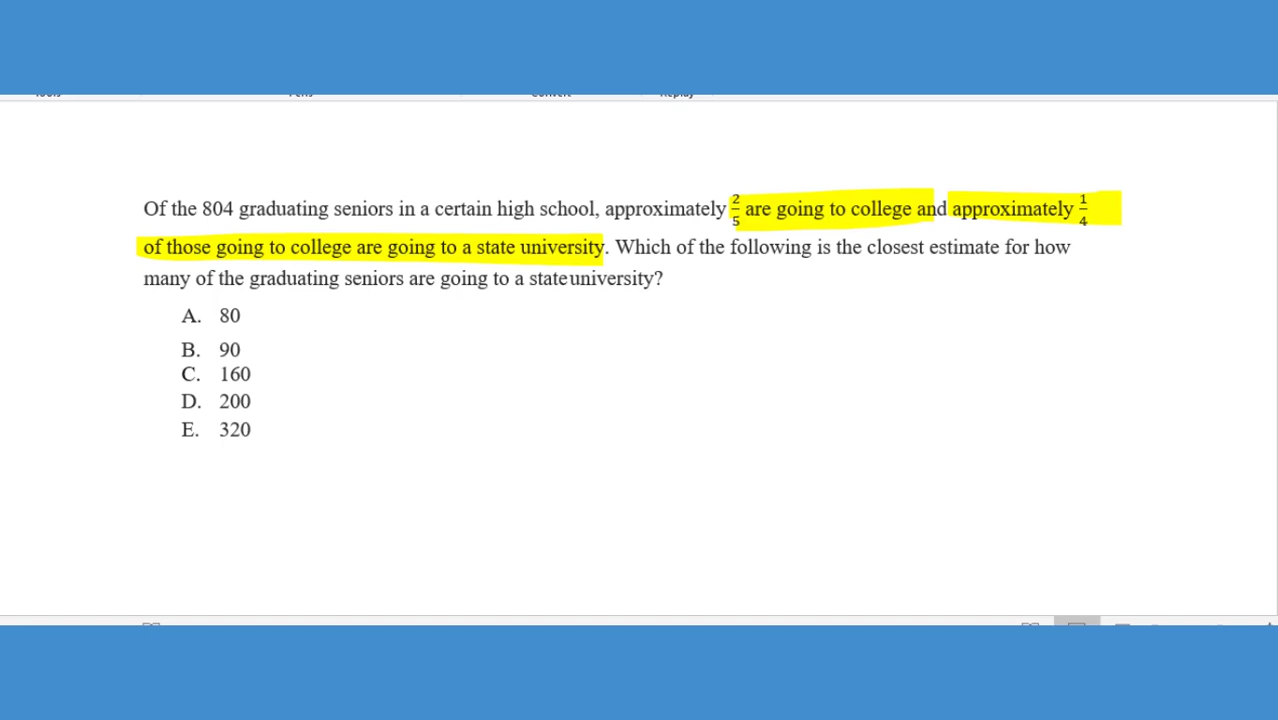 Of the 804 graduating seniors in a certain high school, approximately 2/5 are going to college and approximately 1/4
of those going to college are going to a state university. Which of the following is the closest estimate for how
many of the graduating seniors are going to a state university?
A. 80
B. 90
C. 160
D. 200
E. 320